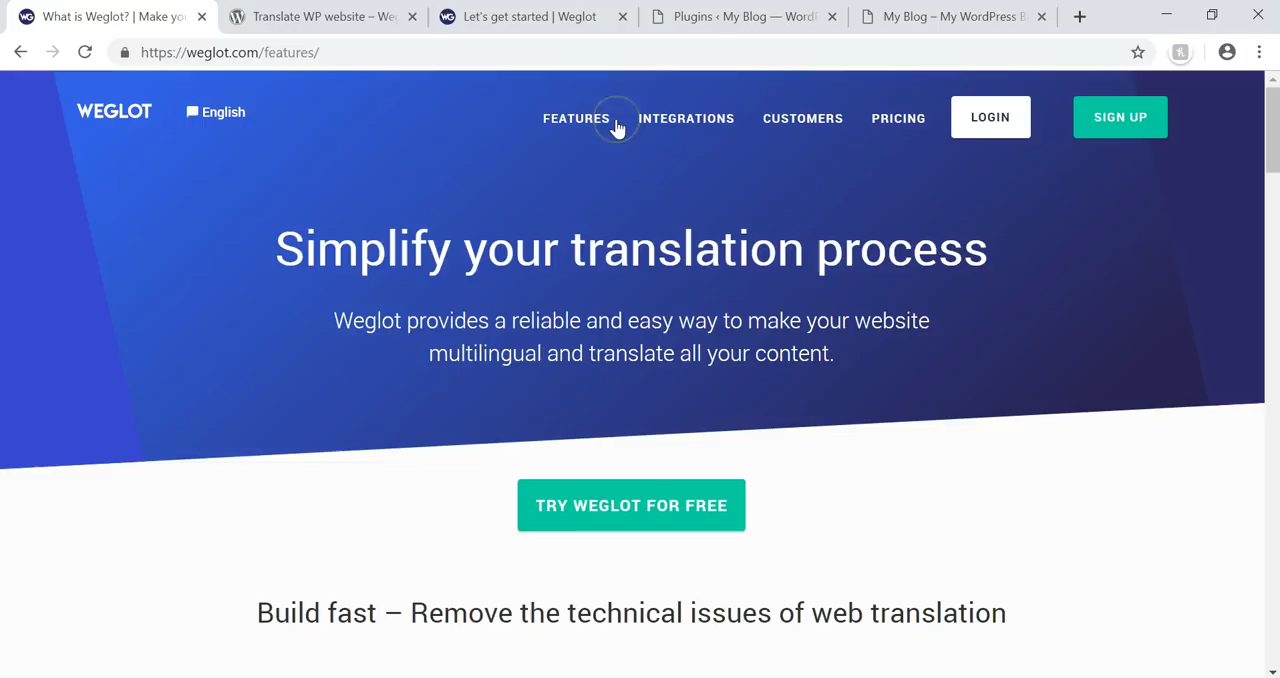 What is Weglot? | Make you
Translate WP website – We
Let's get started | Weglot
Plugins ‹ My Blog — Word
My Blog – My WordPress B
https://weglot.com/features/
WEGLOT
English
FEATURES
INTEGRATIONS
CUSTOMERS
PRICING
LOGIN
SIGN UP
Simplify your translation process
Weglot provides a reliable and easy way to make your website
multilingual and translate all your content.
TRY WEGLOT FOR FREE
Build fast – Remove the technical issues of web translation